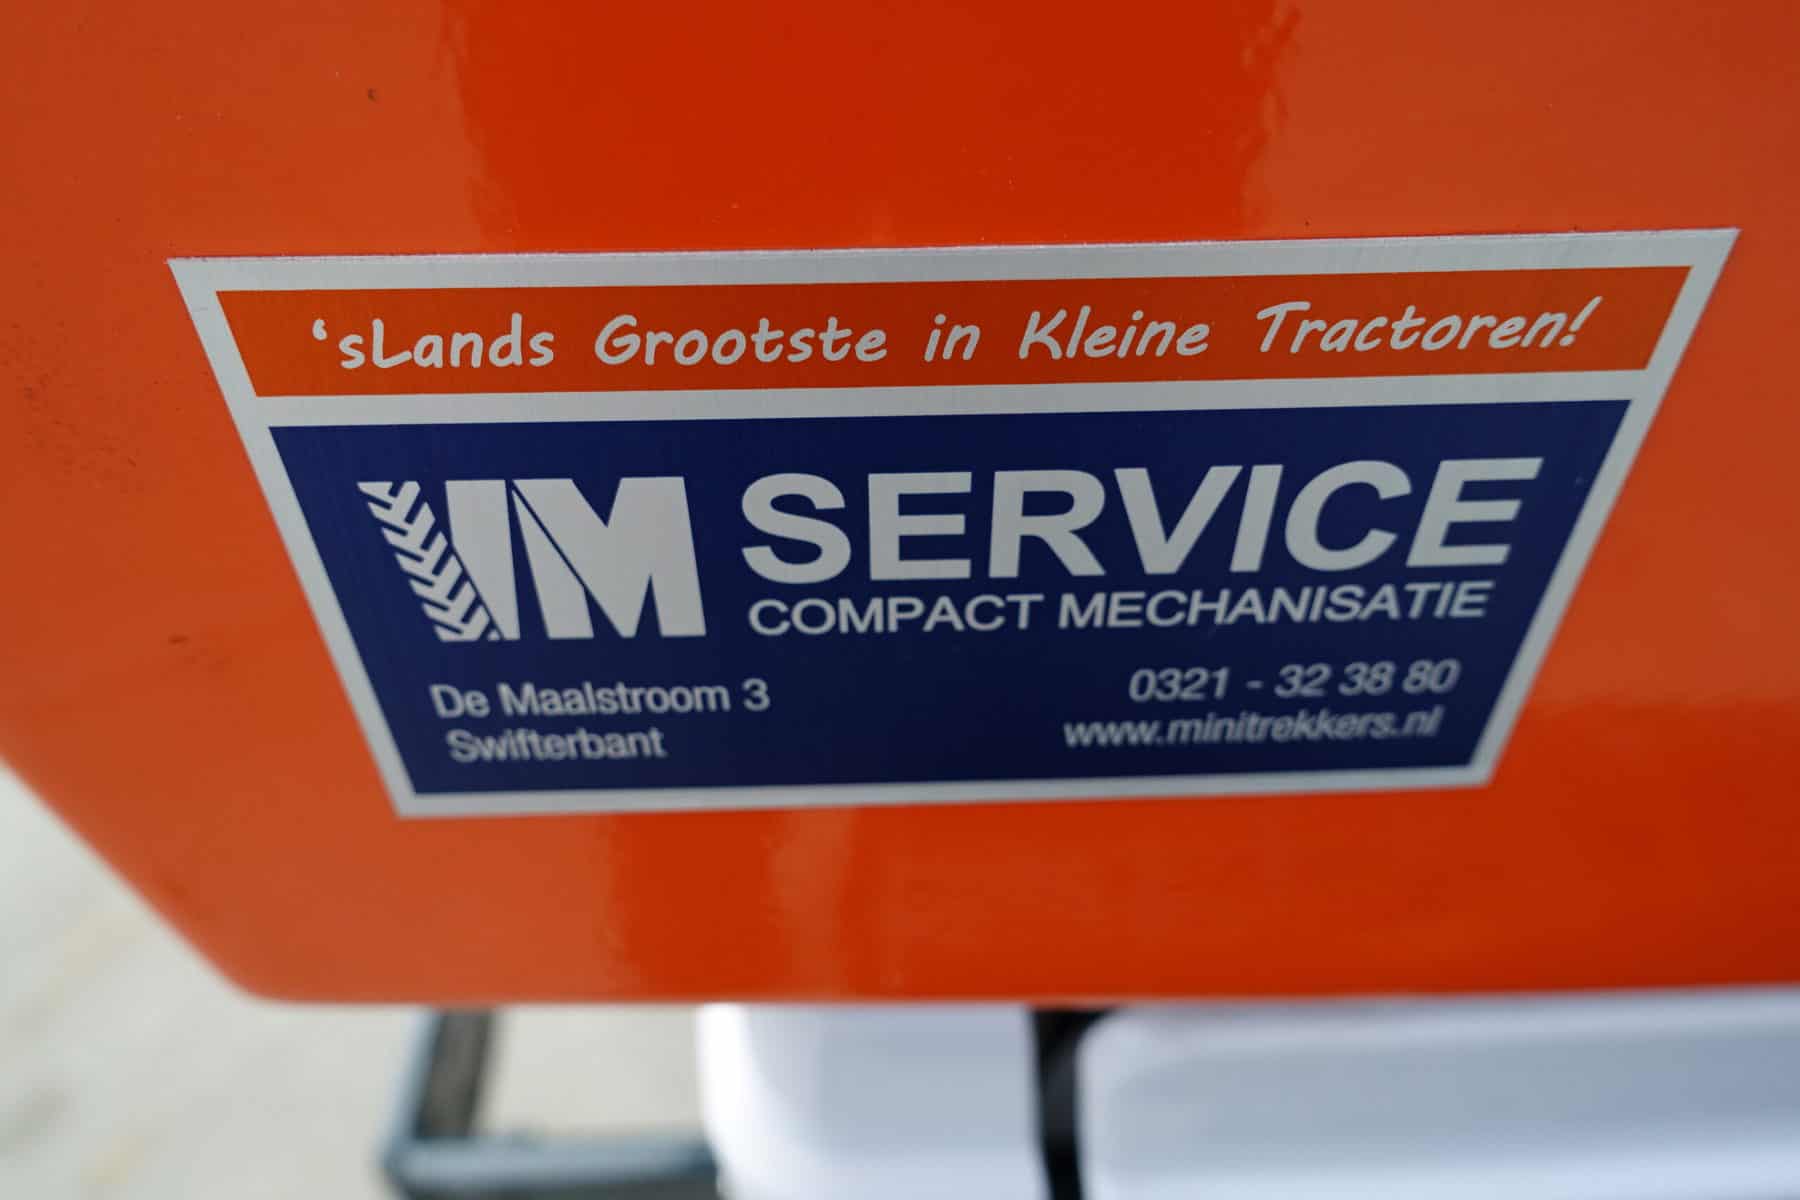 ‘sLands Grootste in Kleine Tractoren!
IM SERVICE
COMPACT MECHANISATIE
De Maalstroom 3
Swifterbant
0321 - 32 38 80
www.minitrekkers.nl